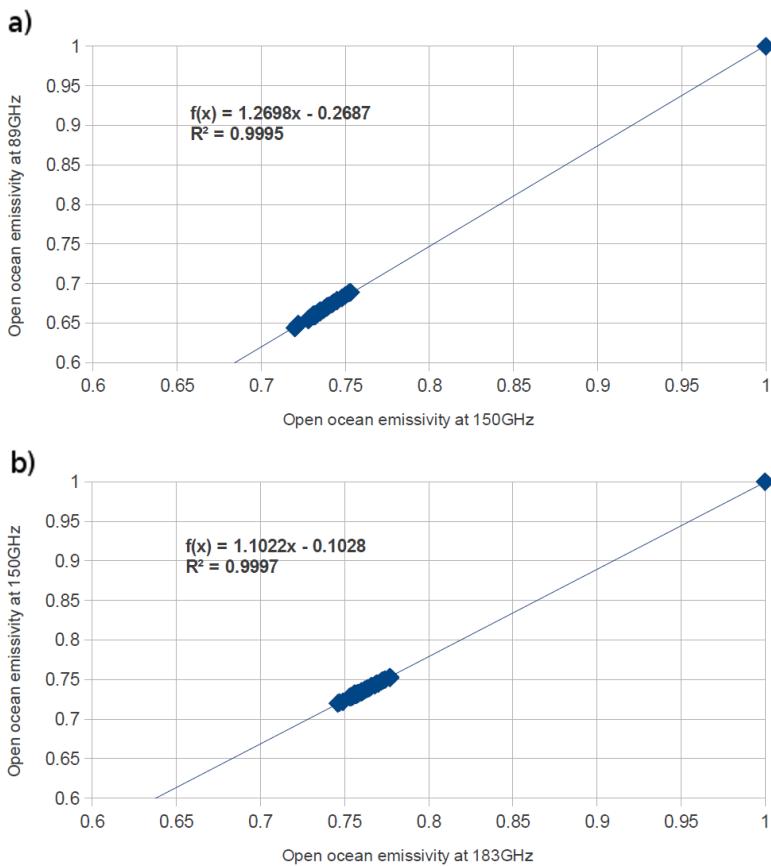 a)
1
0.95
0.9
0.85
0.8
0.75
0.7
0.65
0.6
Open ocean emissivity at 89GHz
f(x) = 1.2698x - 0.2687
R² = 0.9995
0.6 0.65 0.7 0.75 0.8 0.85 0.9 0.95 1
Open ocean emissivity at 150GHz
b)
1
0.95
0.9
0.85
0.8
0.75
0.7
0.65
0.6
Open ocean emissivity at 150GHz
f(x) = 1.1022x - 0.1028
R² = 0.9997
0.6 0.65 0.7 0.75 0.8 0.85 0.9 0.95 1
Open ocean emissivity at 183GHz